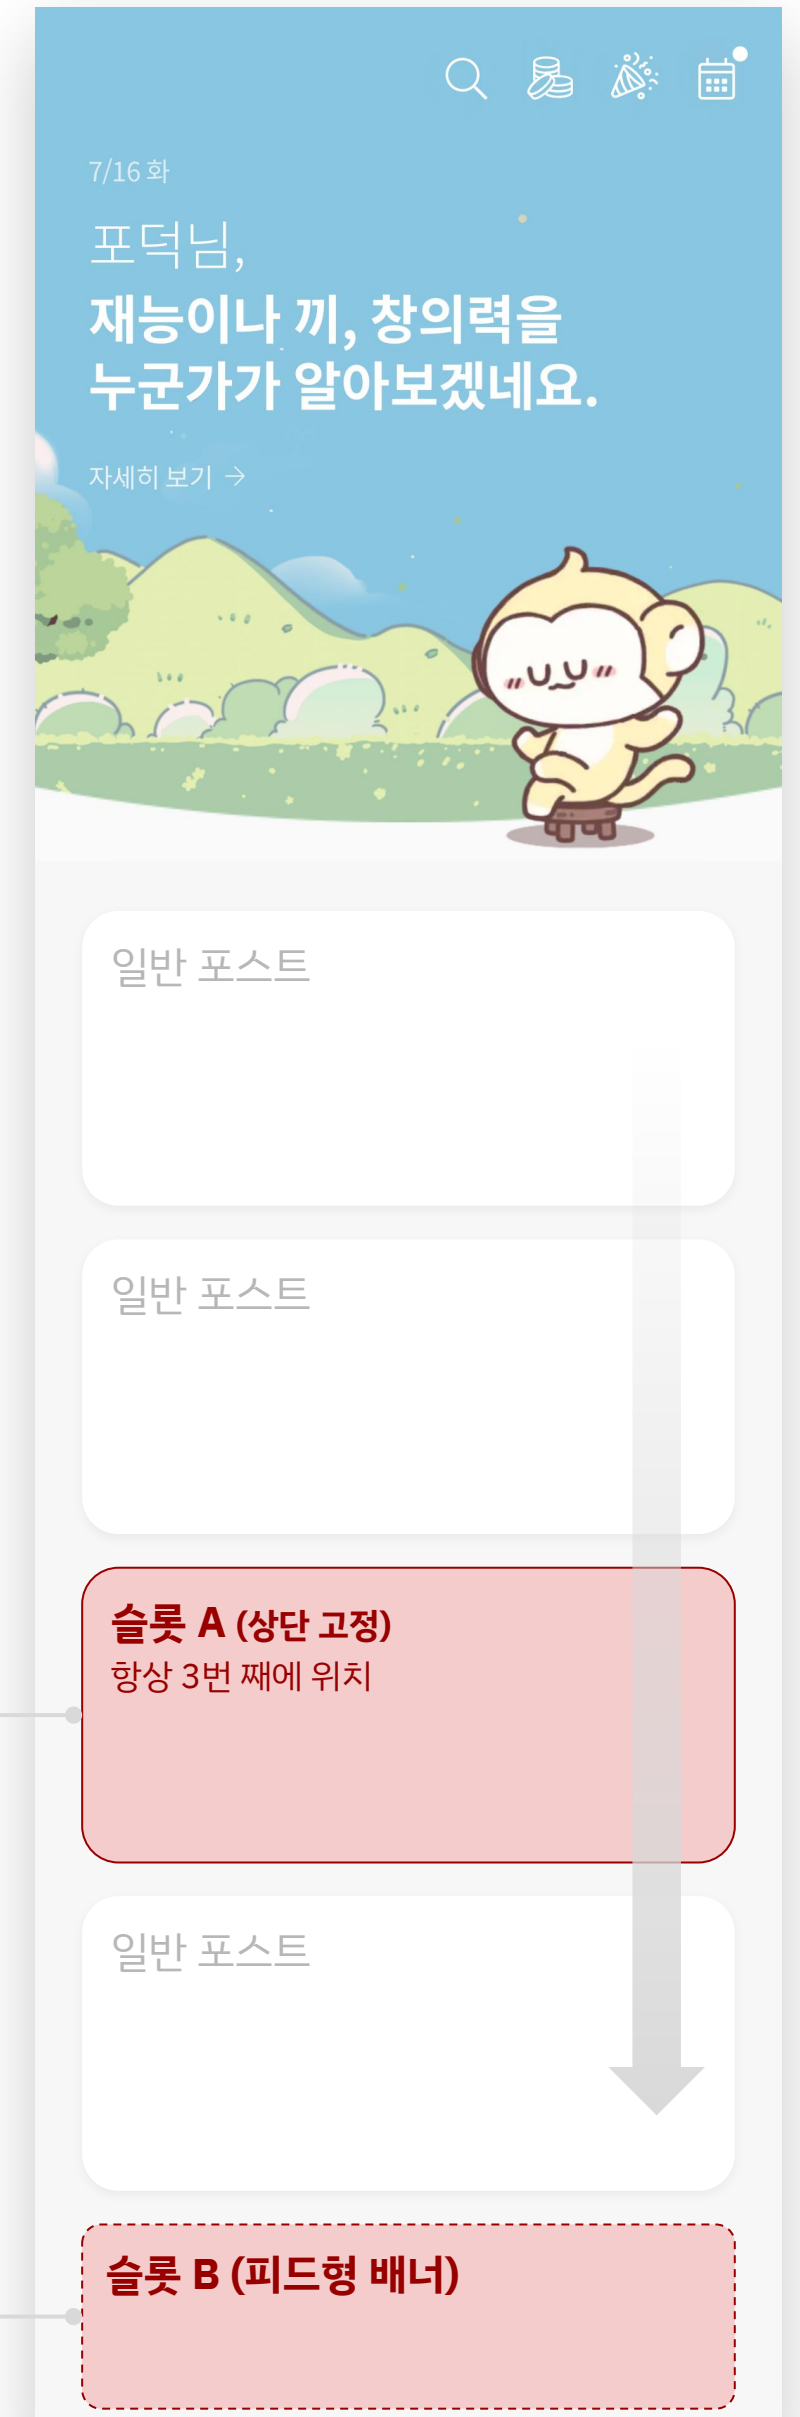 7/16 화
포덕님,
재능이나 끼, 창의력을
누군가가 알아보겠네요.
자세히 보기 →
일반 포스트
일반 포스트
슬롯 A (상단 고정)
항상 3번 째에 위치
일반 포스트
슬롯 B (피드형 배너)